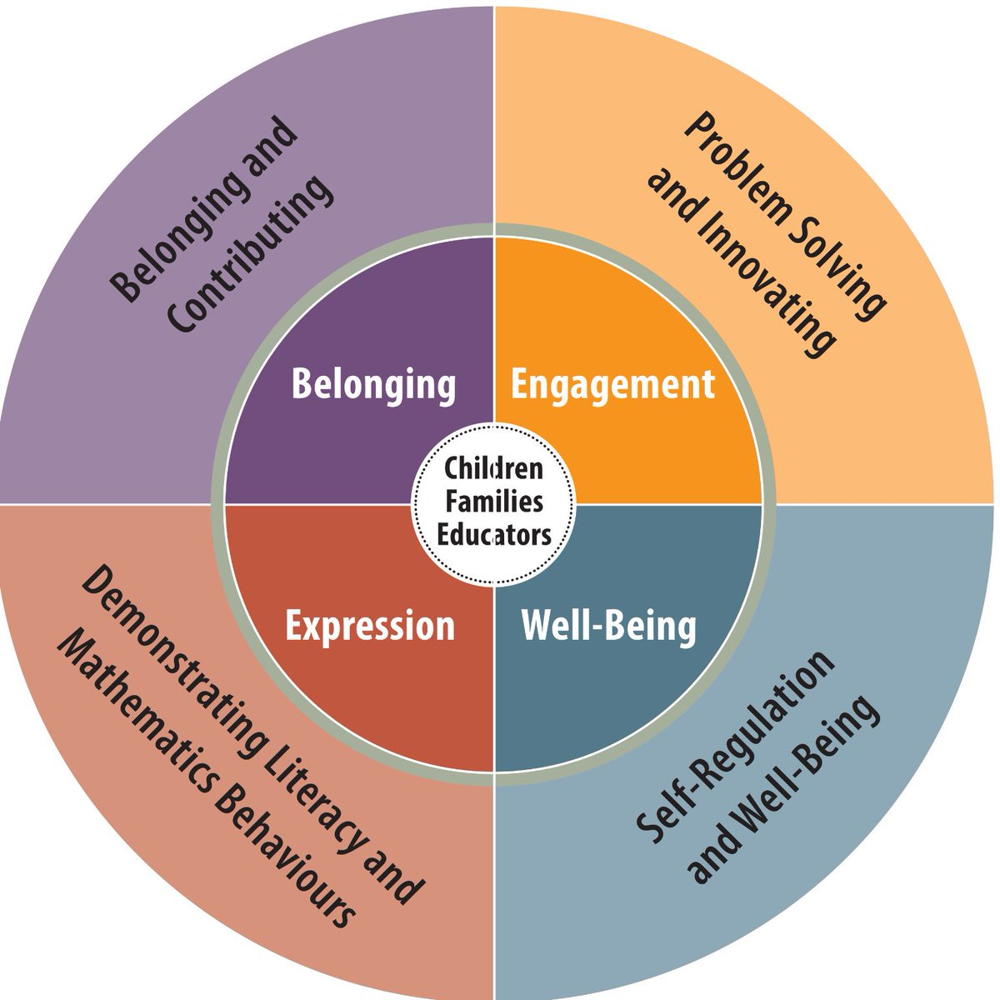 Belonging and
Contributing
Problem Solving
and Innovating
Belonging
Engagement
Children
Families
Educators
Expression
Well-Being
Demonstrating Literacy and
Mathematics Behaviours
Self-Regulation
and Well-Being